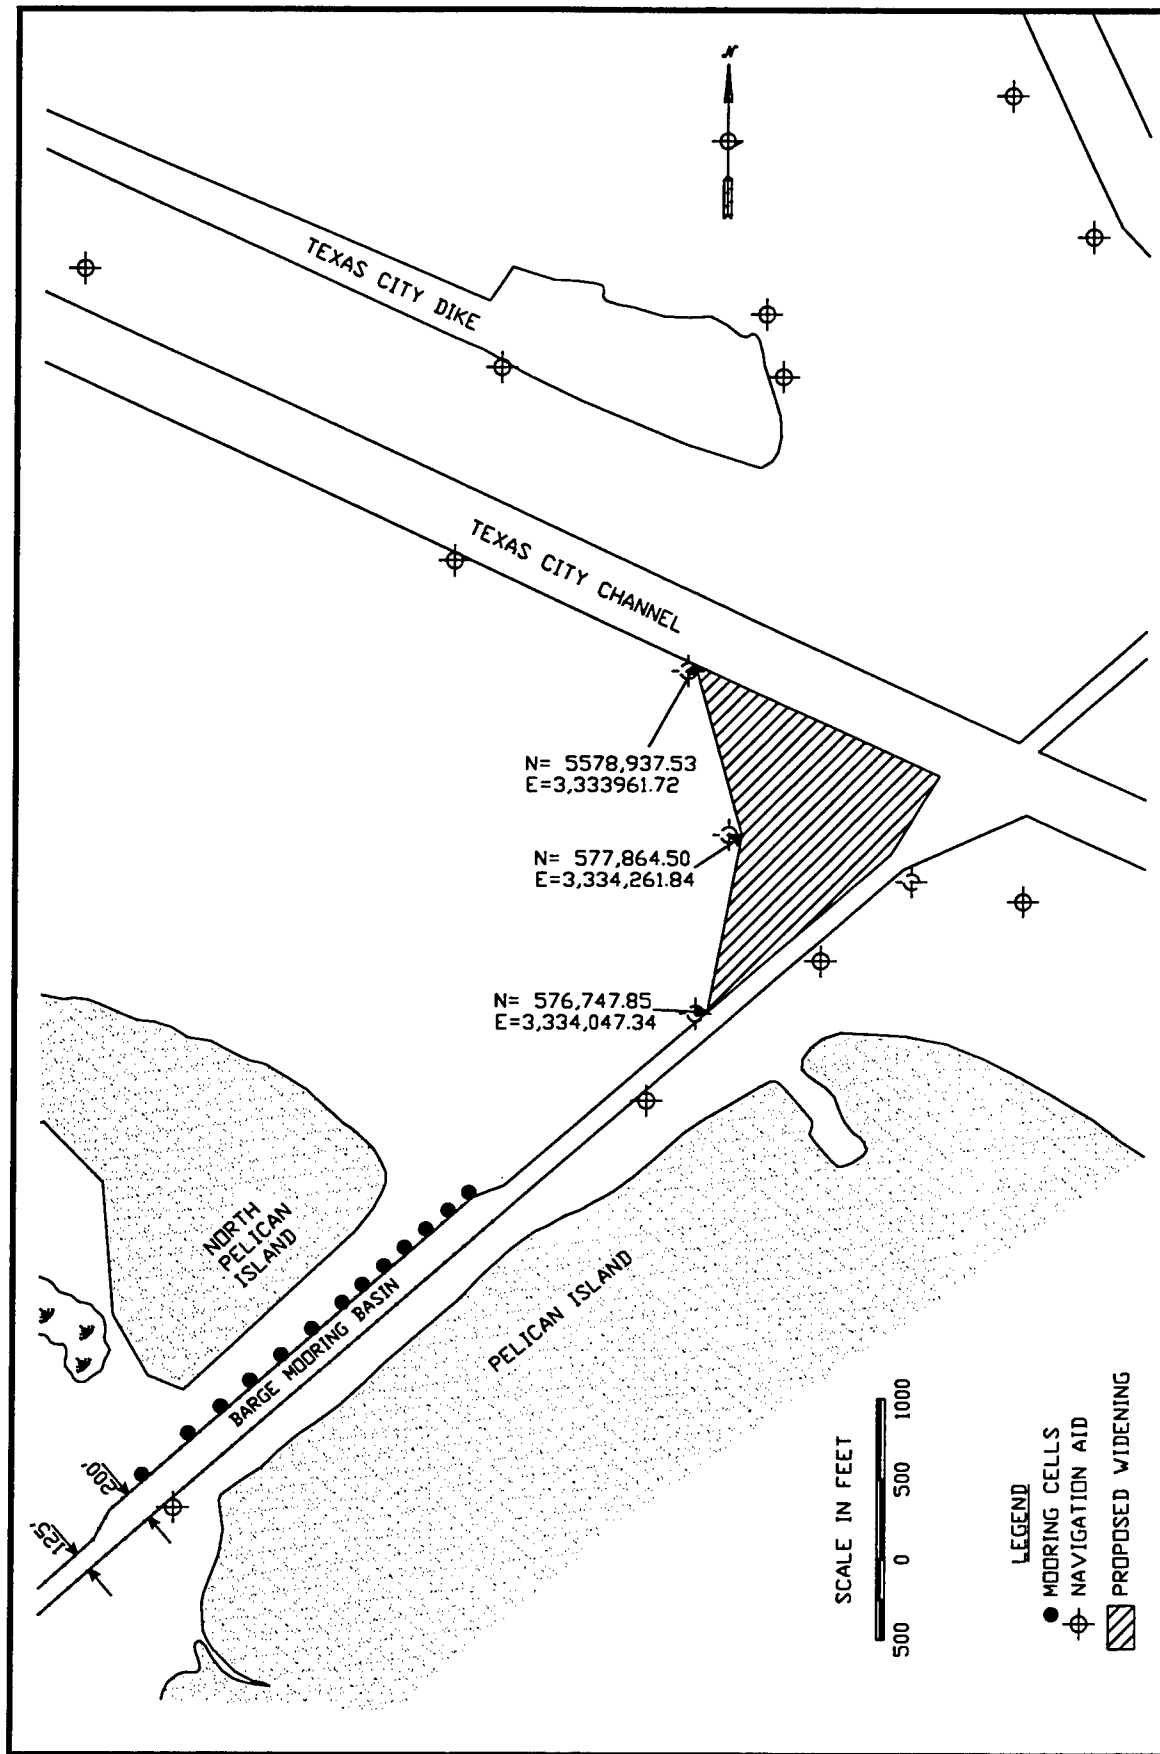 N
TEXAS CITY DIKE
TEXAS CITY CHANNEL
N= 5578,937.53
E=3,333961.72
N= 577,864.50
E=3,334,261.84
N= 576,747.85
E=3,334,047.34
NORTH
PELICAN
ISLAND
BARGE MOORING BASIN
PELICAN ISLAND
200'
125'
SCALE IN FEET
500 0 500 1000
LEGEND
MOORING CELLS
NAVIGATION AID
PROPOSED WIDENING